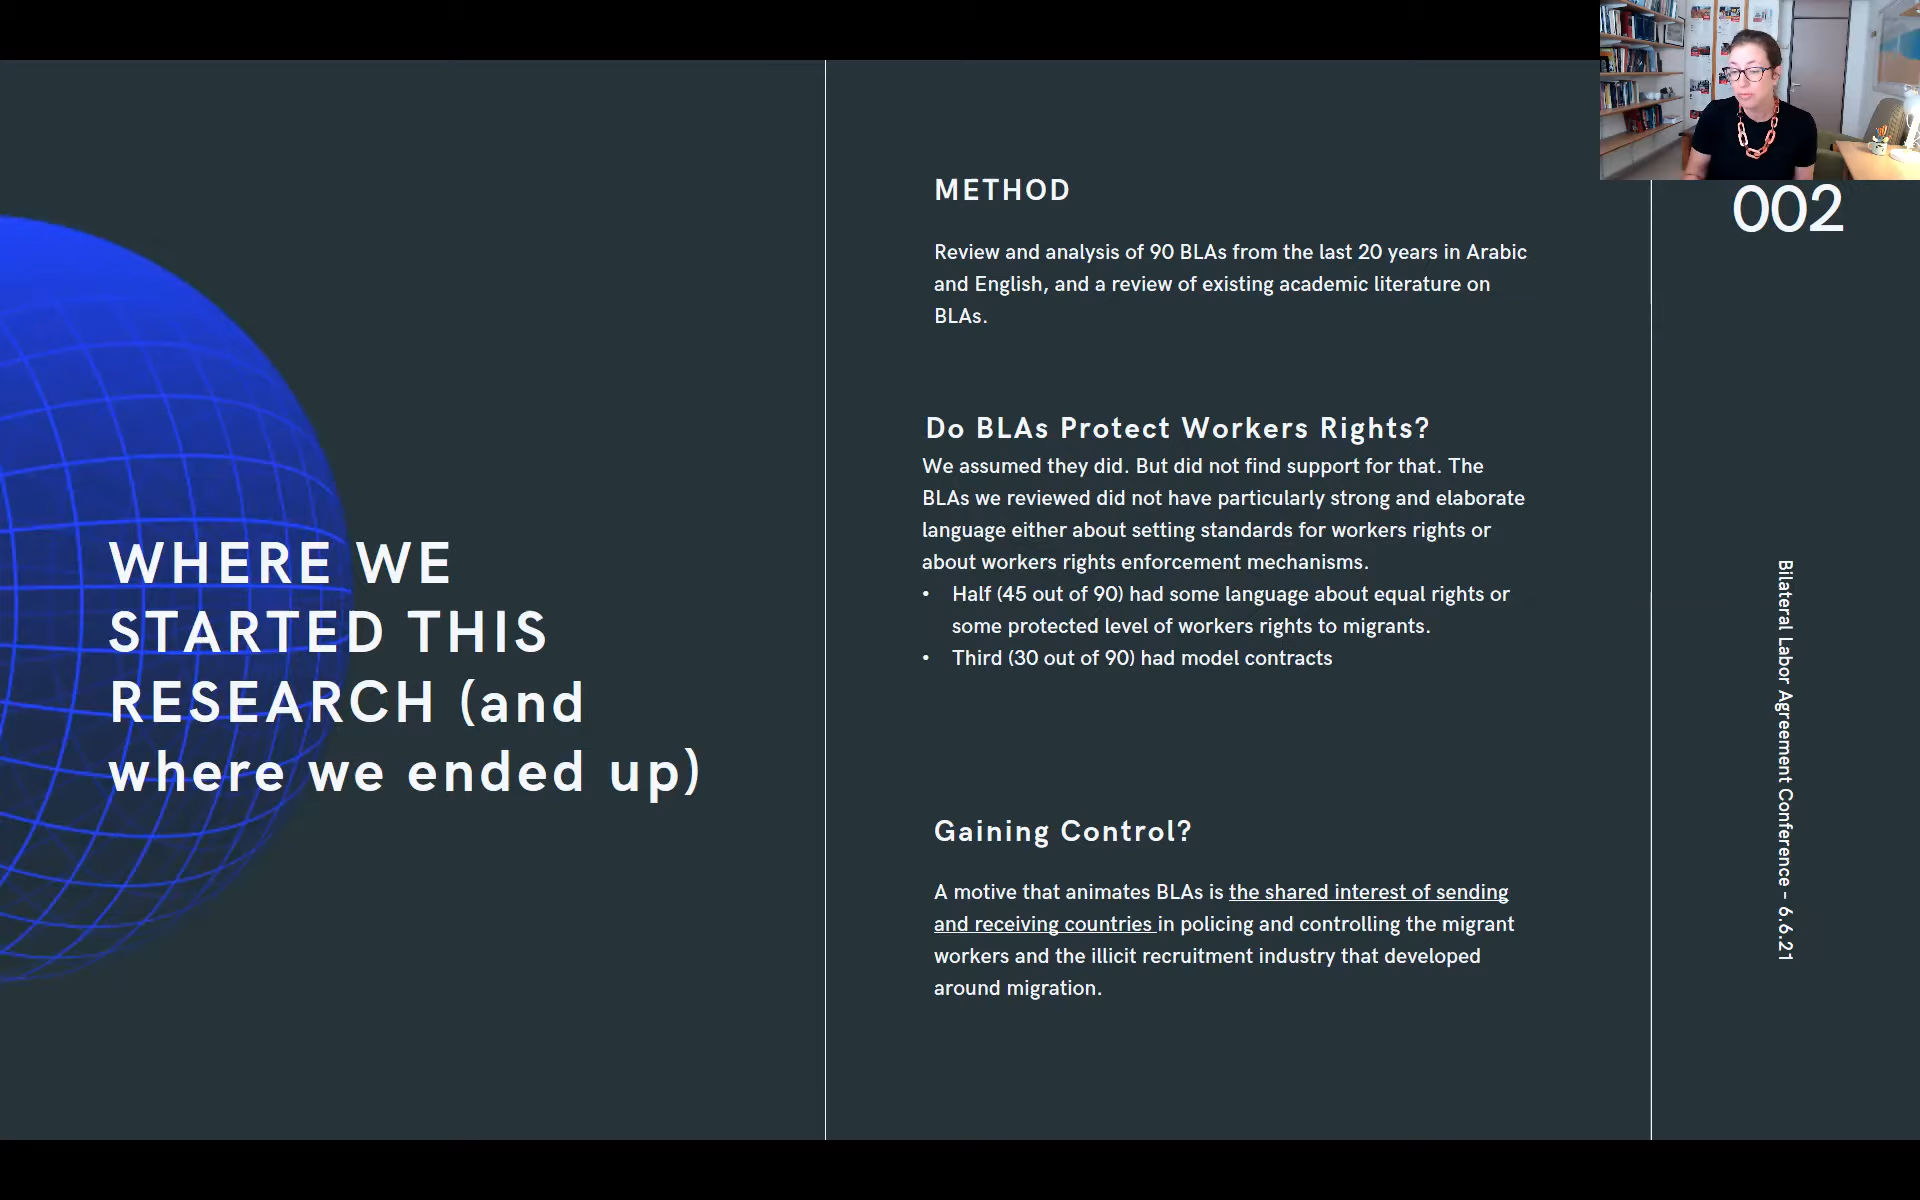 WHERE WE
STARTED THIS
RESEARCH (and
where we ended up)
METHOD
Review and analysis of 90 BLAs from the last 20 years in Arabic
and English, and a review of existing academic literature on
BLAs.
Do BLAs Protect Workers Rights?
We assumed they did. But did not find support for that. The
BLAs we reviewed did not have particularly strong and elaborate
language either about setting standards for workers rights or
about workers rights enforcement mechanisms.
• Half (45 out of 90) had some language about equal rights or
some protected level of workers rights to migrants.
• Third (30 out of 90) had model contracts
Gaining Control?
A motive that animates BLAs is the shared interest of sending
and receiving countries in policing and controlling the migrant
workers and the illicit recruitment industry that developed
around migration.
002
Bilateral Labor Agreement Conference - 6.6.21